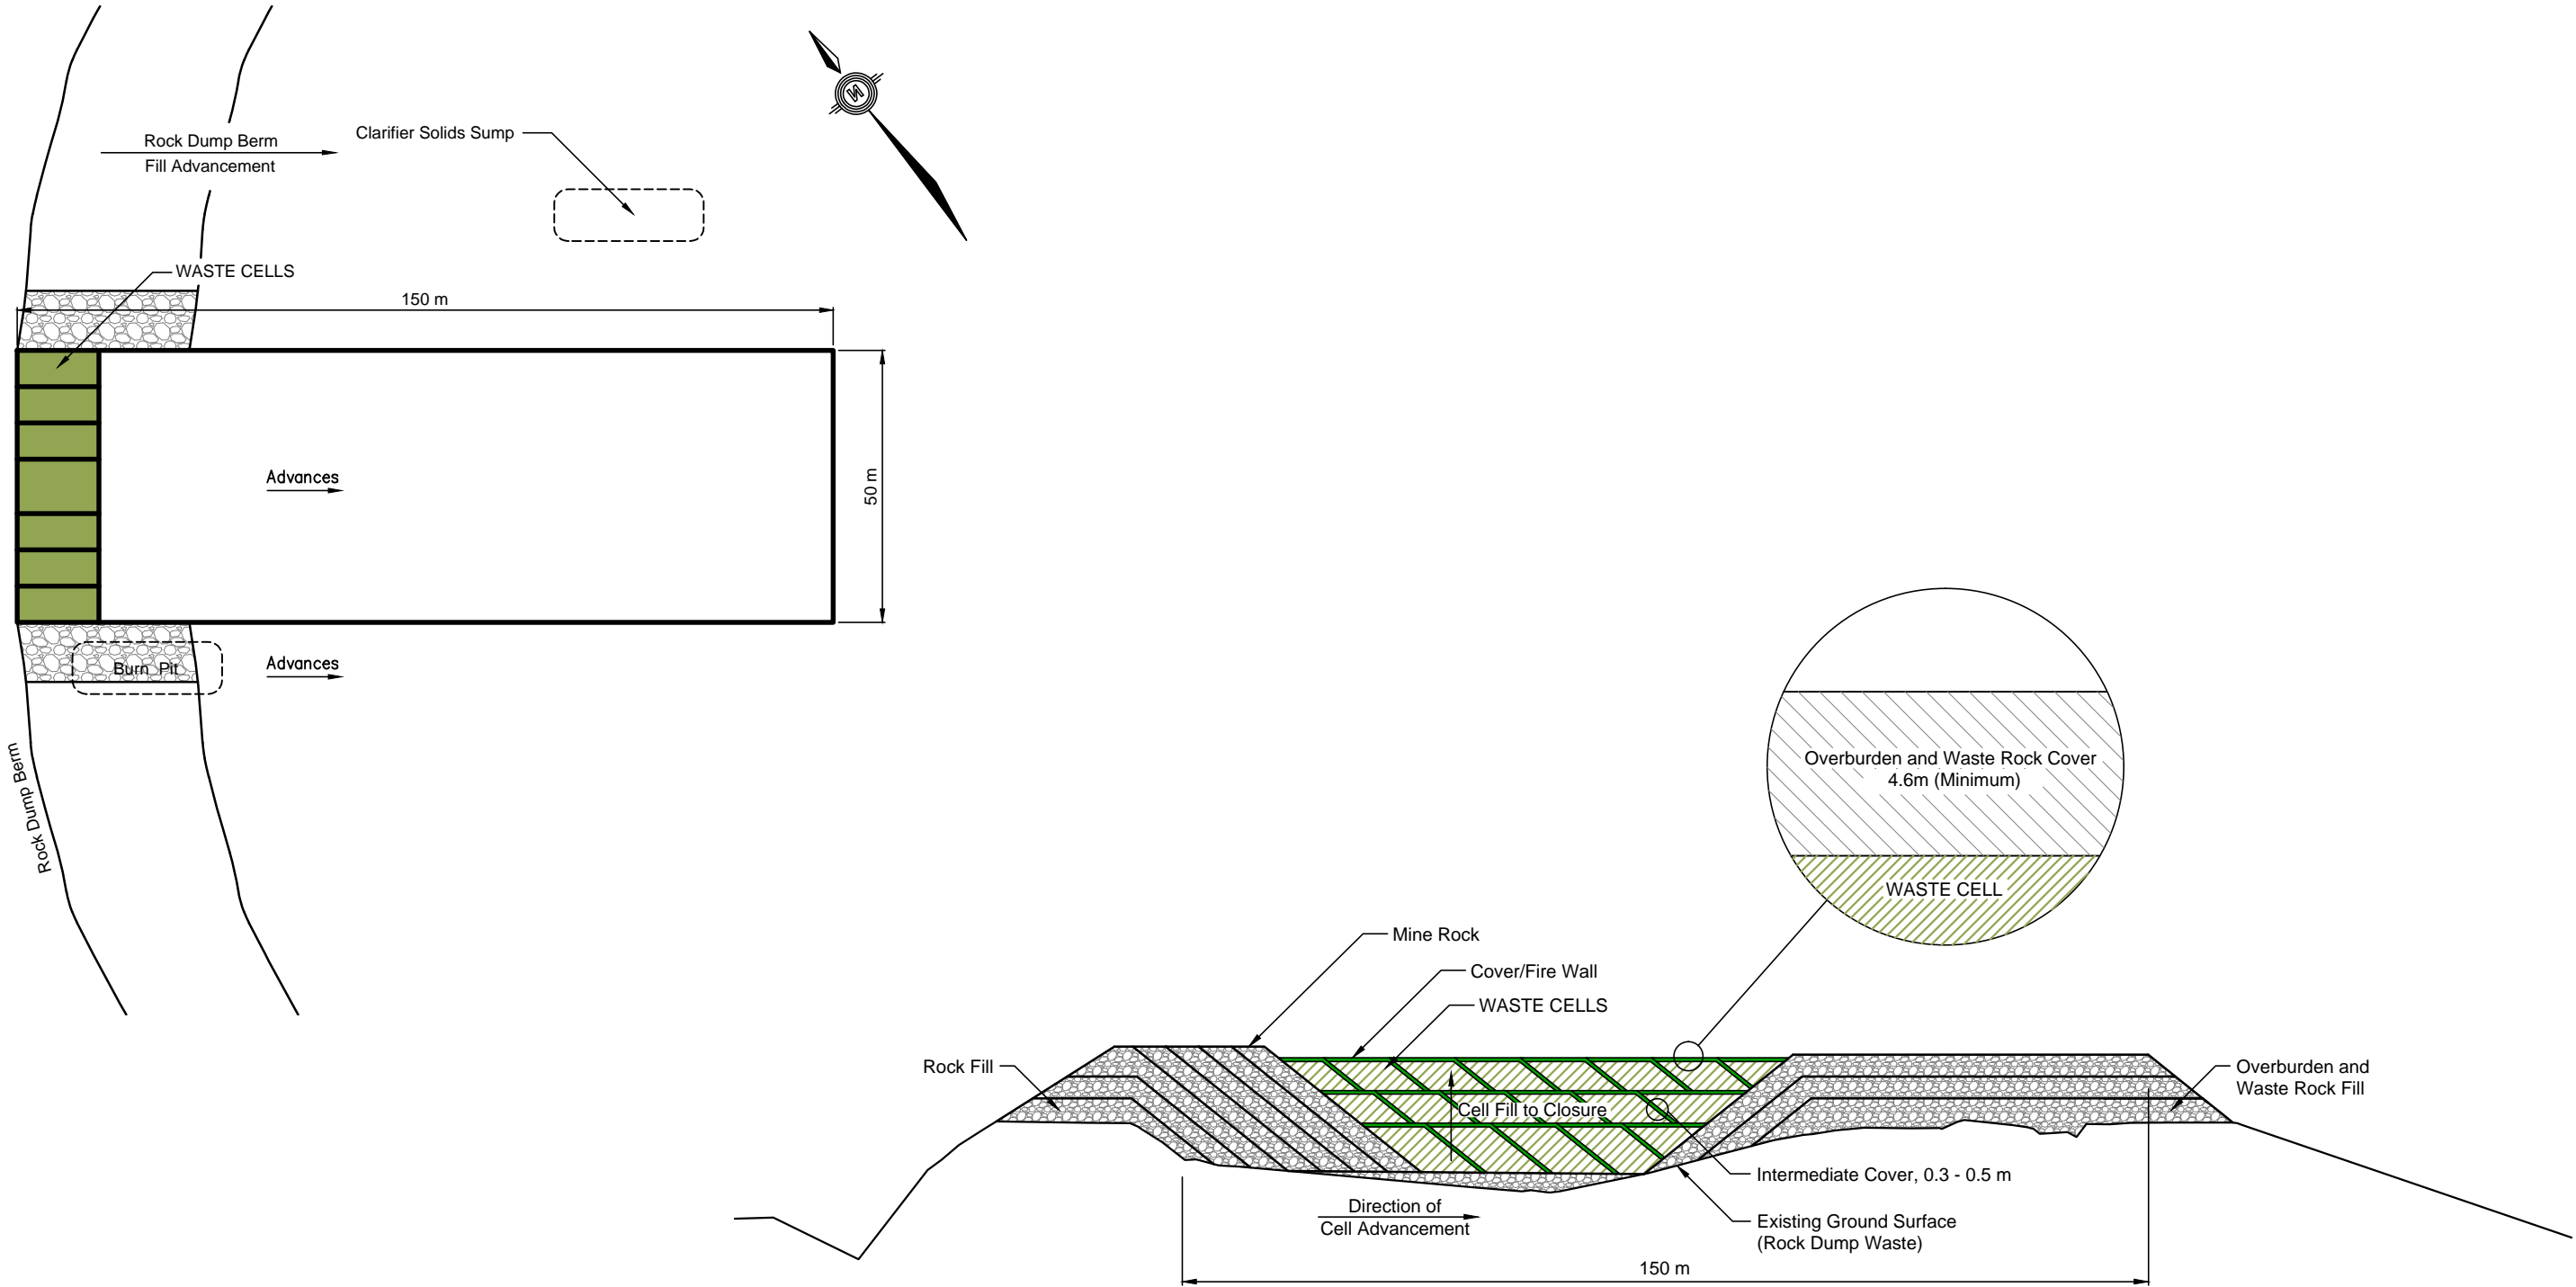 Rock Dump Berm
Fill Advancement
Clarifier Solids Sump
N
WASTE CELLS
150 m
Advances
50 m
Burn Pit
Advances
Rock Dump Berm
Overburden and Waste Rock Cover
4.6m (Minimum)
WASTE CELL
Mine Rock
Cover/Fire Wall
WASTE CELLS
Rock Fill
Cell Fill to Closure
Overburden and
Waste Rock Fill
Intermediate Cover, 0.3 - 0.5 m
Direction of
Cell Advancement
Existing Ground Surface
(Rock Dump Waste)
150 m